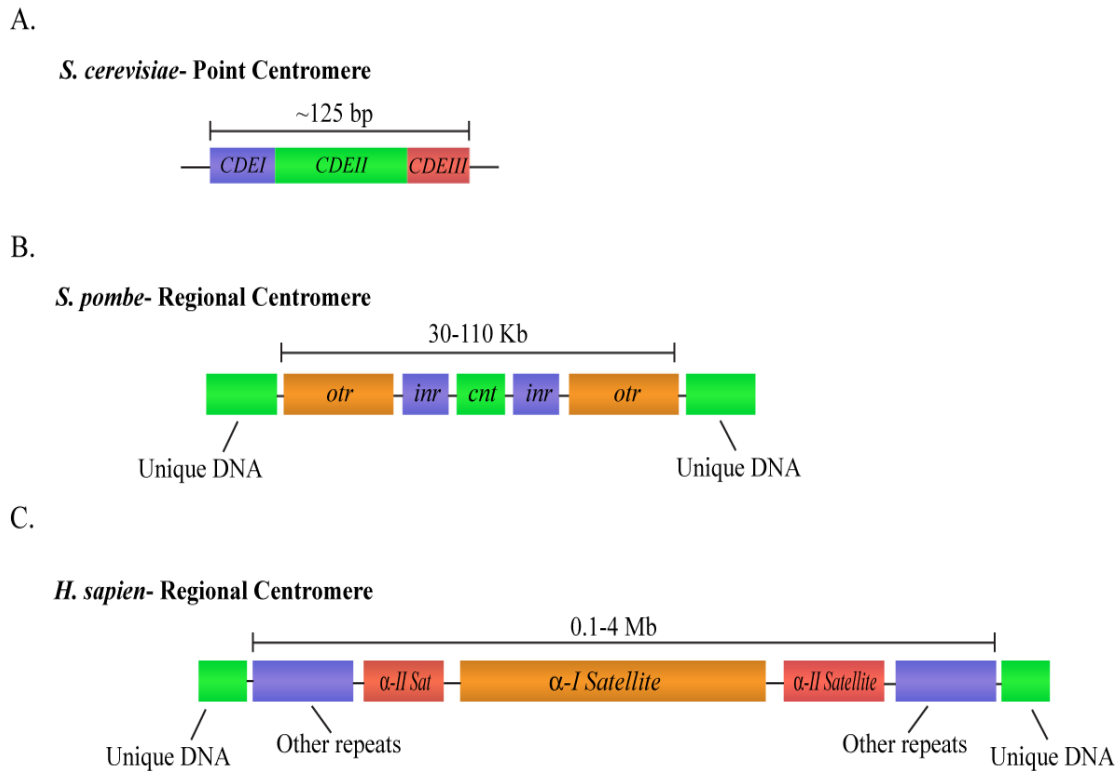 A.
S. cerevisiae- Point Centromere
~125 bp
CDEI CDEII CDEIII
B.
S. pombe- Regional Centromere
30-110 Kb
otr inr cnt inr otr
Unique DNA Unique DNA
C.
H. sapien- Regional Centromere
0.1-4 Mb
α-II Sat α-I Satellite α-II Satellite
Unique DNA Other repeats Other repeats Unique DNA